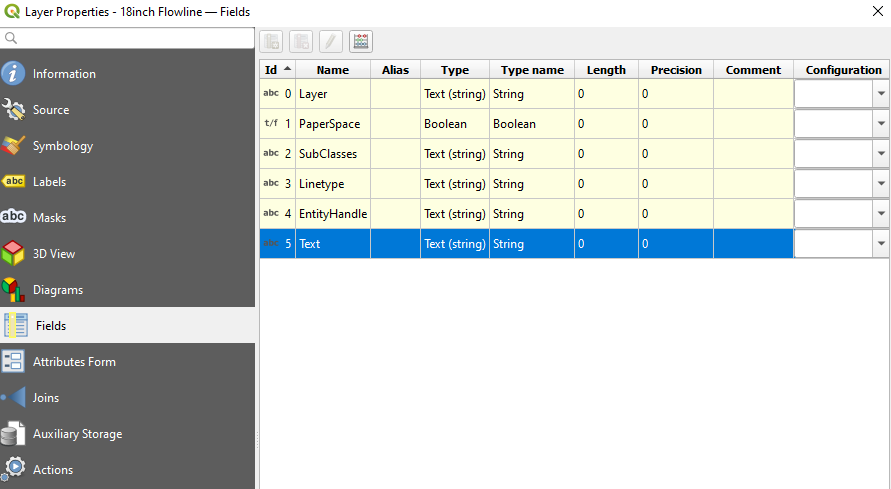 Layer Properties - 18inch Flowline — Fields
Information
Source
Symbology
abc Labels
abc Masks
3D View
Diagrams
Fields
Attributes Form
Joins
Auxiliary Storage
Actions
Id Name Alias Type Type name Length Precision Comment Configuration
abc 0 Layer Text (string) String 0 0
t/f 1 PaperSpace Boolean Boolean 0 0
abc 2 SubClasses Text (string) String 0 0
abc 3 Linetype Text (string) String 0 0
abc 4 EntityHandle Text (string) String 0 0
abc 5 Text Text (string) String 0 0